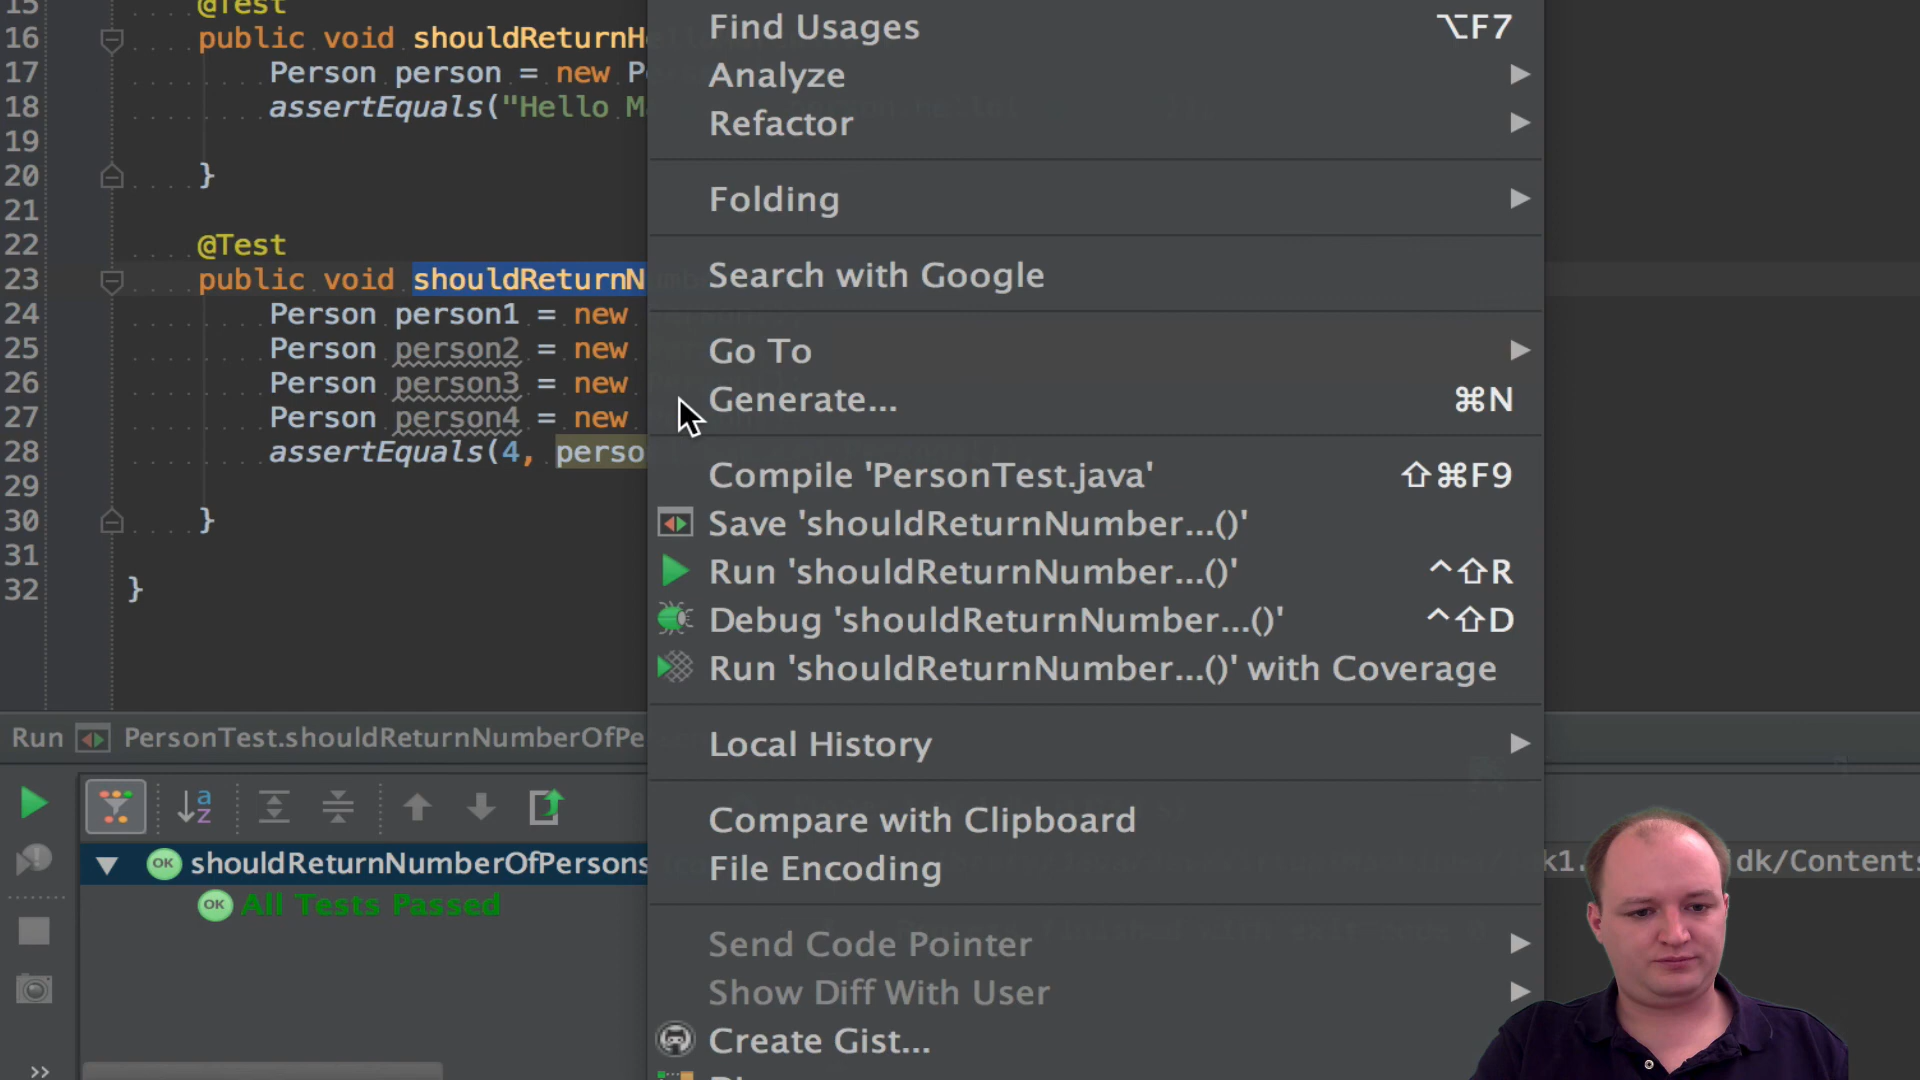 15 @Test
16 public void shouldReturnH
17 Person person = new P
18 assertEquals("Hello M
19
20 }
21
22 @Test
23 public void shouldReturnN
24 Person person1 = new
25 Person person2 = new
26 Person person3 = new
27 Person person4 = new
28 assertEquals(4, perso
29
30 }
31
32 }
Find Usages ⌥F7
Analyze
Refactor
Folding
Search with Google
Go To
Generate... ⌘N
Compile 'PersonTest.java' ⇧⌘F9
Save 'shouldReturnNumber...()'
Run 'shouldReturnNumber...()' ^⇧R
Debug 'shouldReturnNumber...()' ^⇧D
Run 'shouldReturnNumber...()' with Coverage
Local History
Compare with Clipboard
File Encoding
Send Code Pointer
Show Diff With User
Create Gist...
Run PersonTest.shouldReturnNumberOfPe
a
z
OK shouldReturnNumberOfPersons
OK All Tests Passed
k1. dk/Contents
»